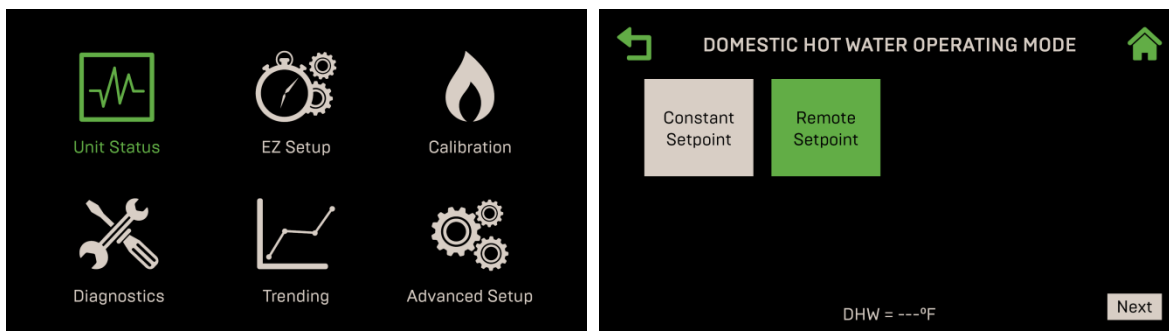 Unit Status
EZ Setup
Calibration
Diagnostics
Trending
Advanced Setup
DOMESTIC HOT WATER OPERATING MODE
Constant
Setpoint
Remote
Setpoint
DHW = ---ºF
Next